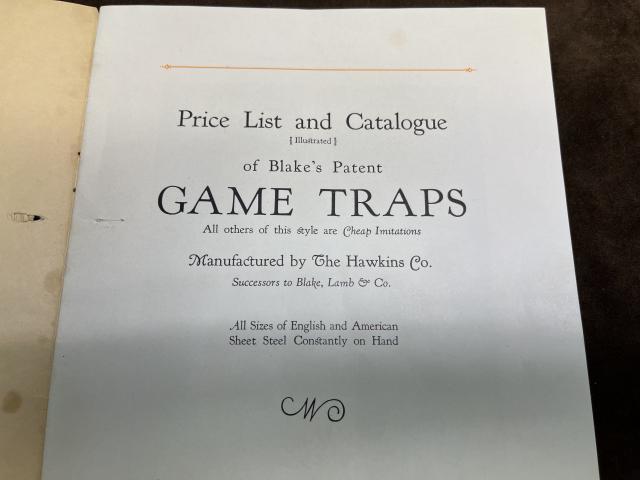 Price List and Catalogue
[Illustrated]
of Blake's Patent
GAME TRAPS
All others of this style are Cheap Imitations
Manufactured by The Hawkins Co.
Successors to Blake, Lamb & Co.
All Sizes of English and American
Sheet Steel Constantly on Hand